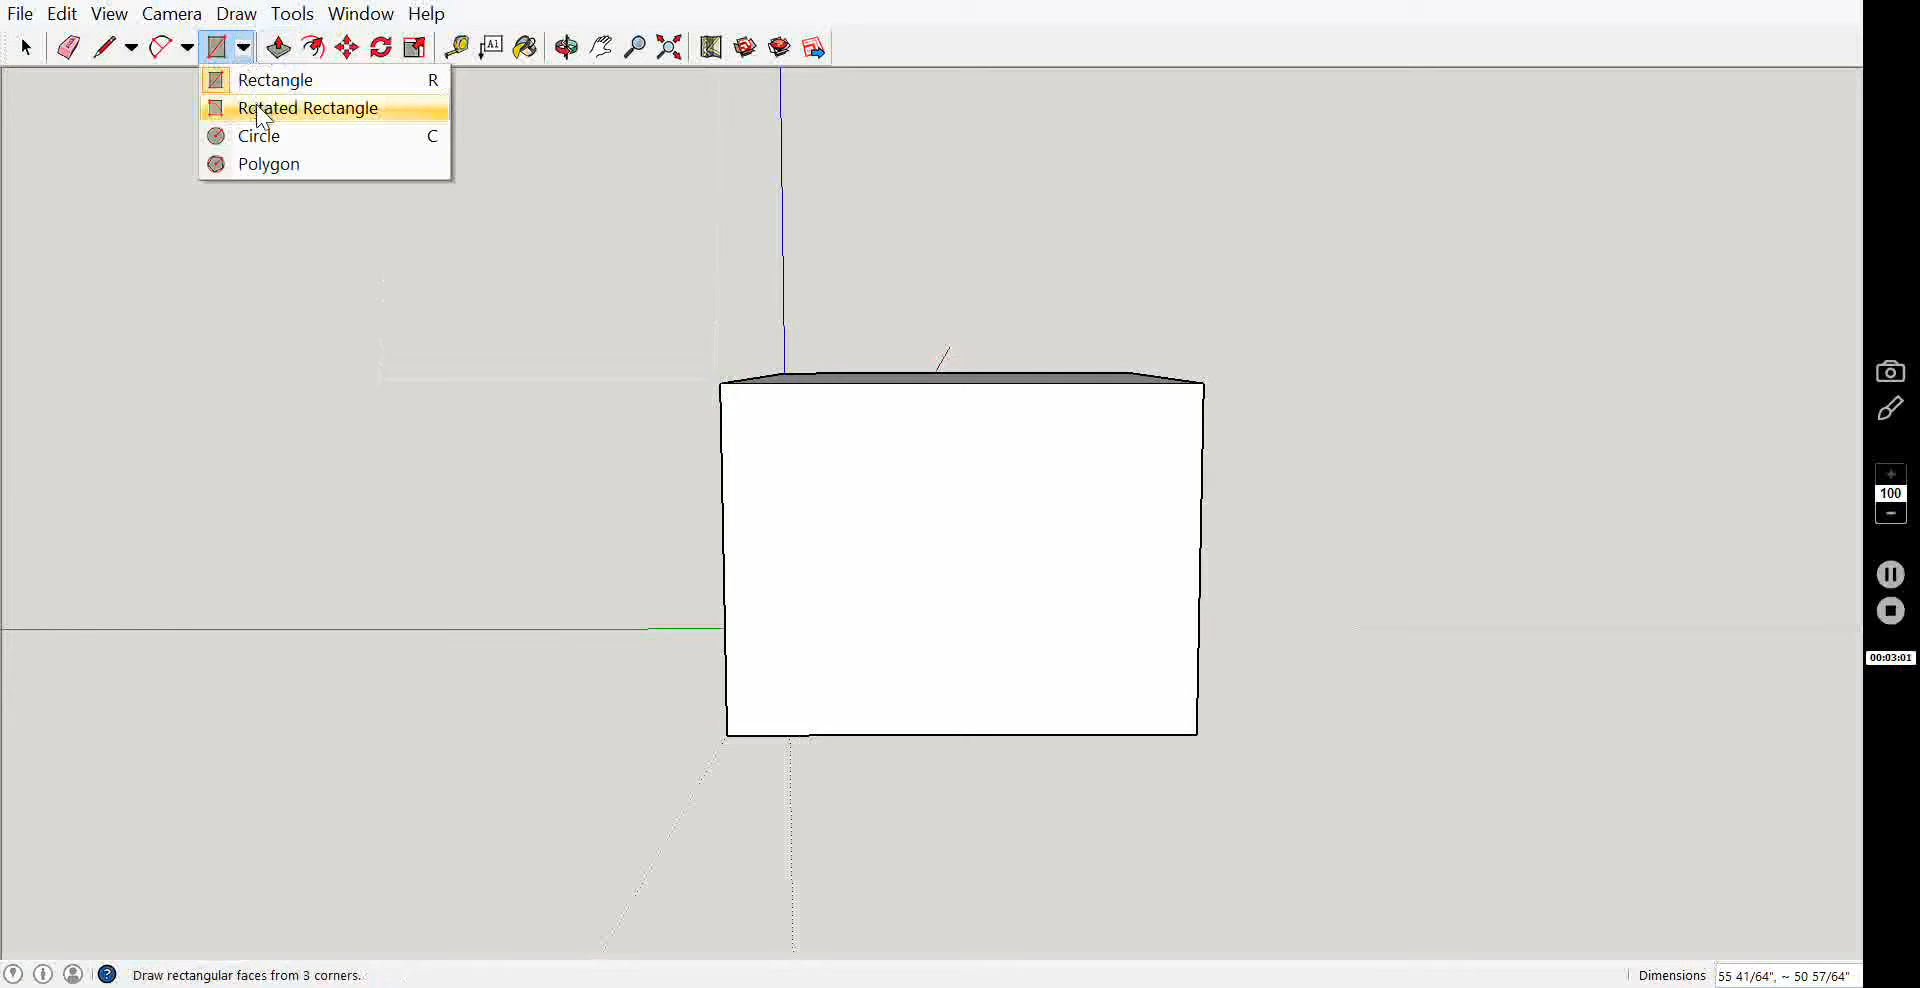 File Edit View Camera Draw Tools Window Help
A1
Rectangle R
Rotated Rectangle
Circle C
Polygon
100
00:03:01
Draw rectangular faces from 3 corners.
Dimensions 55 41/64", ~ 50 57/64"